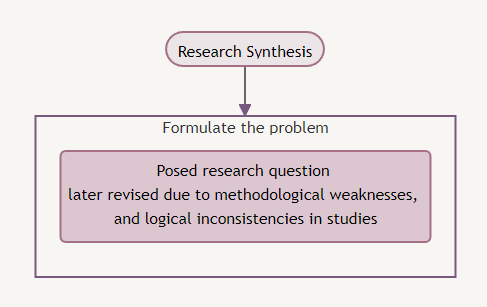 Research Synthesis
Formulate the problem
Posed research question
later revised due to methodological weaknesses,
and logical inconsistencies in studies